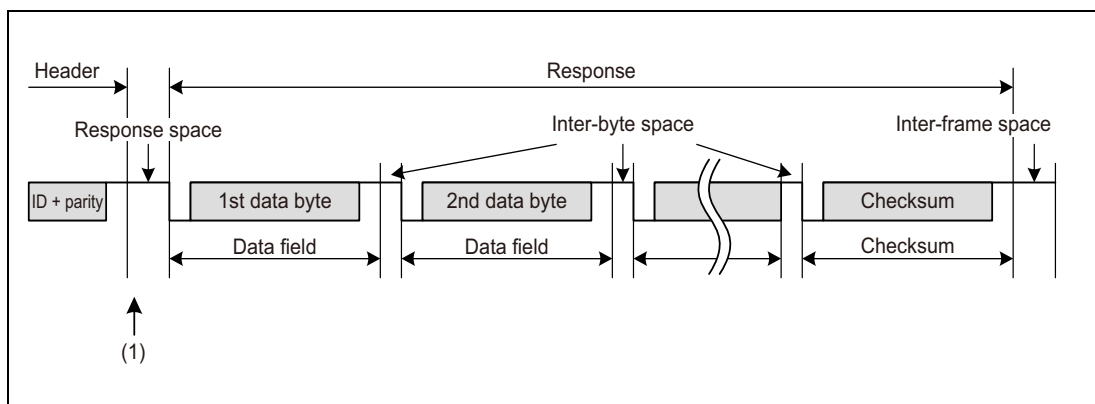 Header
Response
Response space
Inter-byte space
Inter-frame space
ID + parity
1st data byte
2nd data byte
Checksum
Data field
Data field
Checksum
(1)